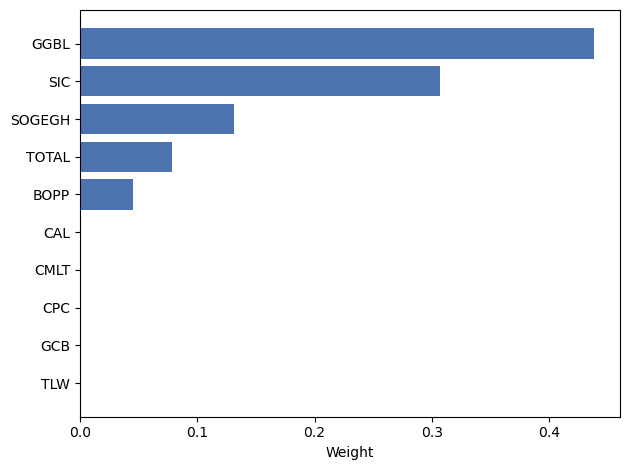 GGBL
SIC
SOGEGH
TOTAL
BOPP
CAL
CMLT
CPC
GCB
TLW
0.0 0.1 0.2 0.3 0.4
Weight